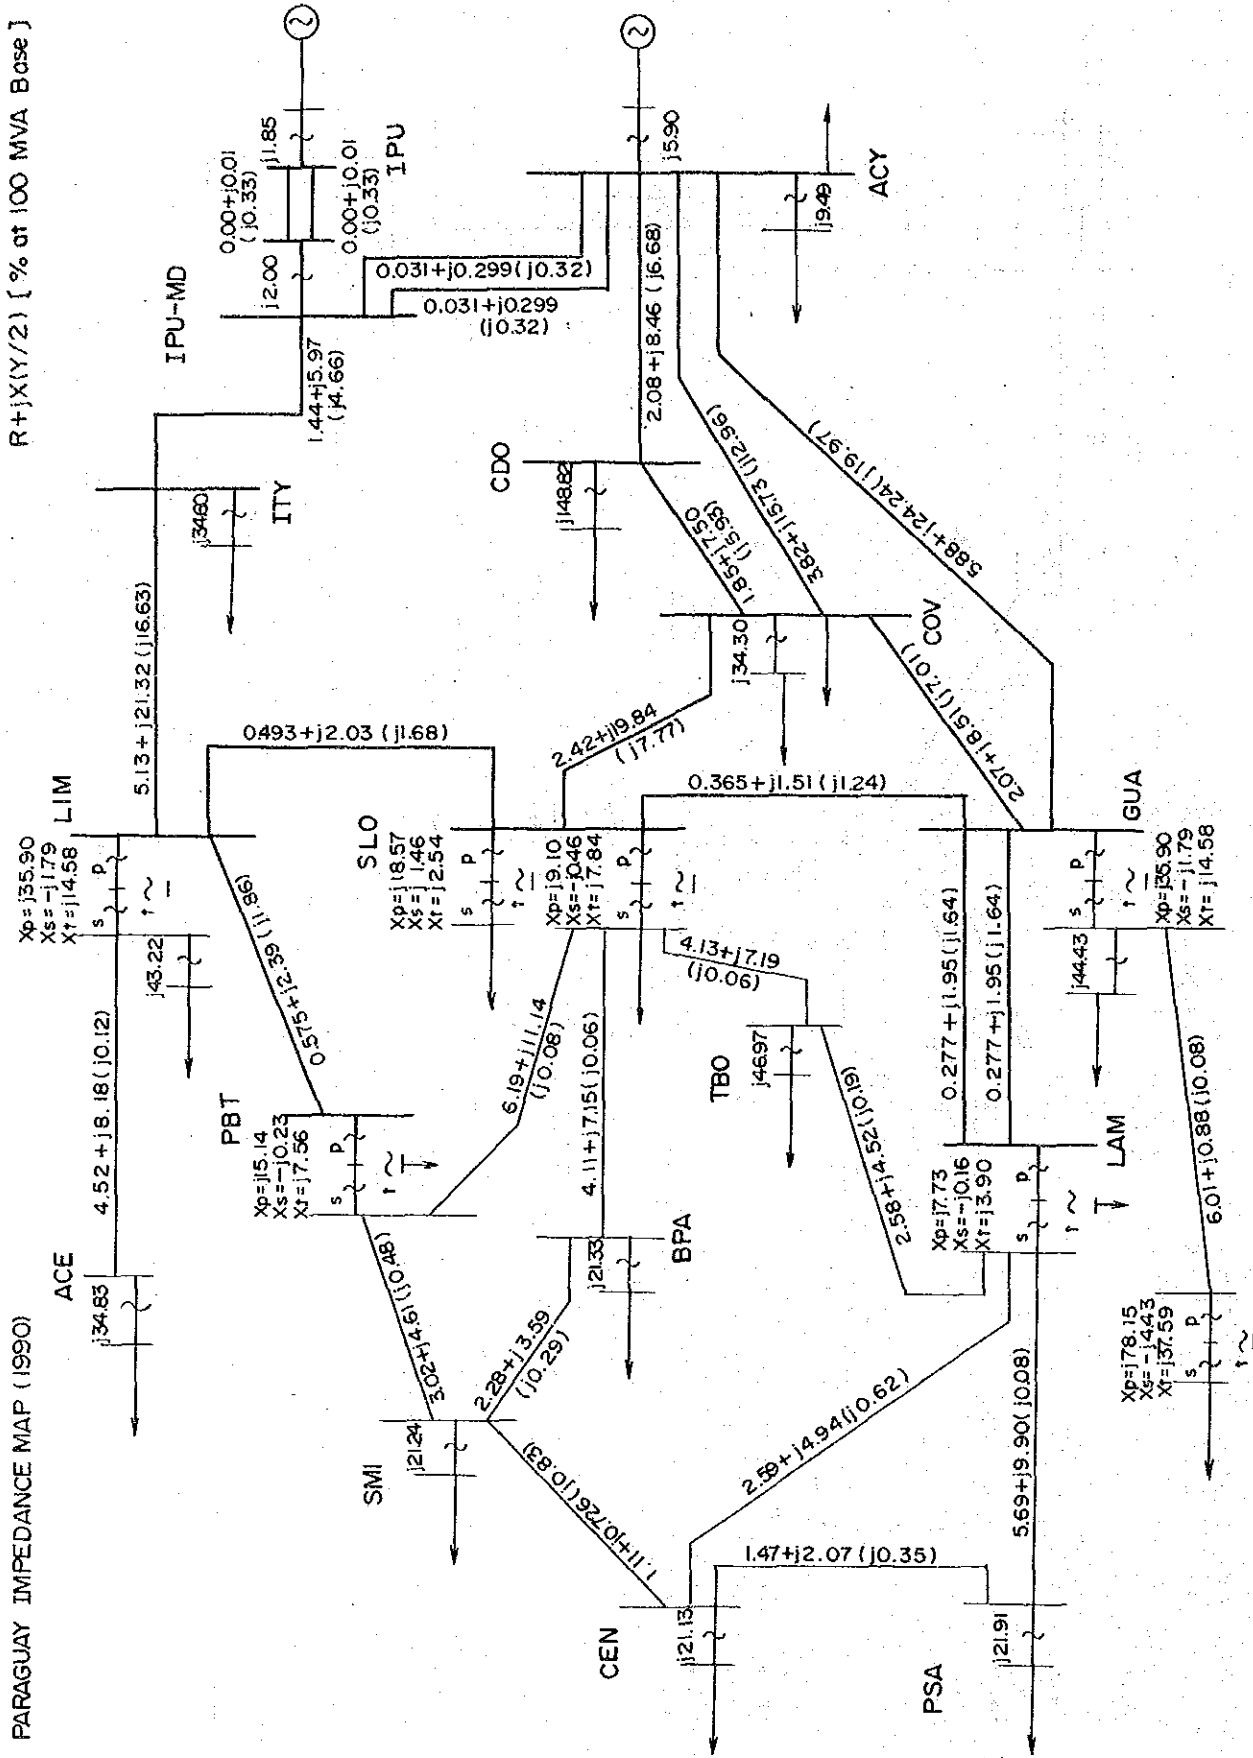 PARAGUAY IMPEDANCE MAP (1990)
R+jX(Y/2) [% at 100 MVA Base]
j1.85
0.00+j0.01
(j0.33)
0.00+j0.01
(j0.33)
IPU
j2.00
IPU-MD
0.031+j0.299(j0.32)
0.031+j0.299
(j0.32)
j5.90
ACY
j9.49
1.44+j5.97
(j4.66)
2.08+j8.46 (j6.68)
CDO
j148.82
ITY
j34.60
1.85+j7.50
(j5.93)
3.82+j15.73 (j12.96)
5.88+j24.24(j19.97)
COV
j34.30
5.13+j21.32 (j16.63)
0493+j2.03 (j1.68)
2.42+j19.84
(j7.77)
2.07+j8.51(j7.01)
0.365+j1.51 (j1.24)
LIM
Xp=j35.90
Xs=-j1.79
Xt=j14.58
p
s
t
j43.22
SLO
Xp=j18.57
Xs=j1.46
Xt=j2.54
p
s
t
Xp=j9.10
Xs=-j0.46
Xt=j7.84
p
s
t
GUA
Xp=j35.90
Xs=-j1.79
Xt=j14.58
p
s
t
j44.43
4.52+j8.18(j0.12)
0.575+j2.39 (j1.86)
6.19+j11.14
(j0.08)
4.11+j7.15(j0.06)
4.13+j7.19
(j0.06)
0.277+j1.95(j1.64)
0.277+j1.95(j1.64)
TBO
j46.97
PBT
Xp=j15.14
Xs=-j0.23
Xt=j7.56
p
s
t
2.58+j4.52(j0.19)
LAM
Xp=j7.73
Xs=-j0.16
Xt=j3.90
p
s
t
6.01+j0.88(j0.08)
ACE
j34.83
BPA
j21.33
3.02+j4.61(j0.48)
2.28+j3.59
(j0.29)
Xp=j78.15
Xs=-j4.43
Xt=j37.59
p
s
t
SMI
j21.24
1.11+j0.726(j0.83)
2.59+j4.94(j0.62)
5.69+j9.90(j0.08)
1.47+j2.07 (j0.35)
CEN
j21.13
PSA
j21.91